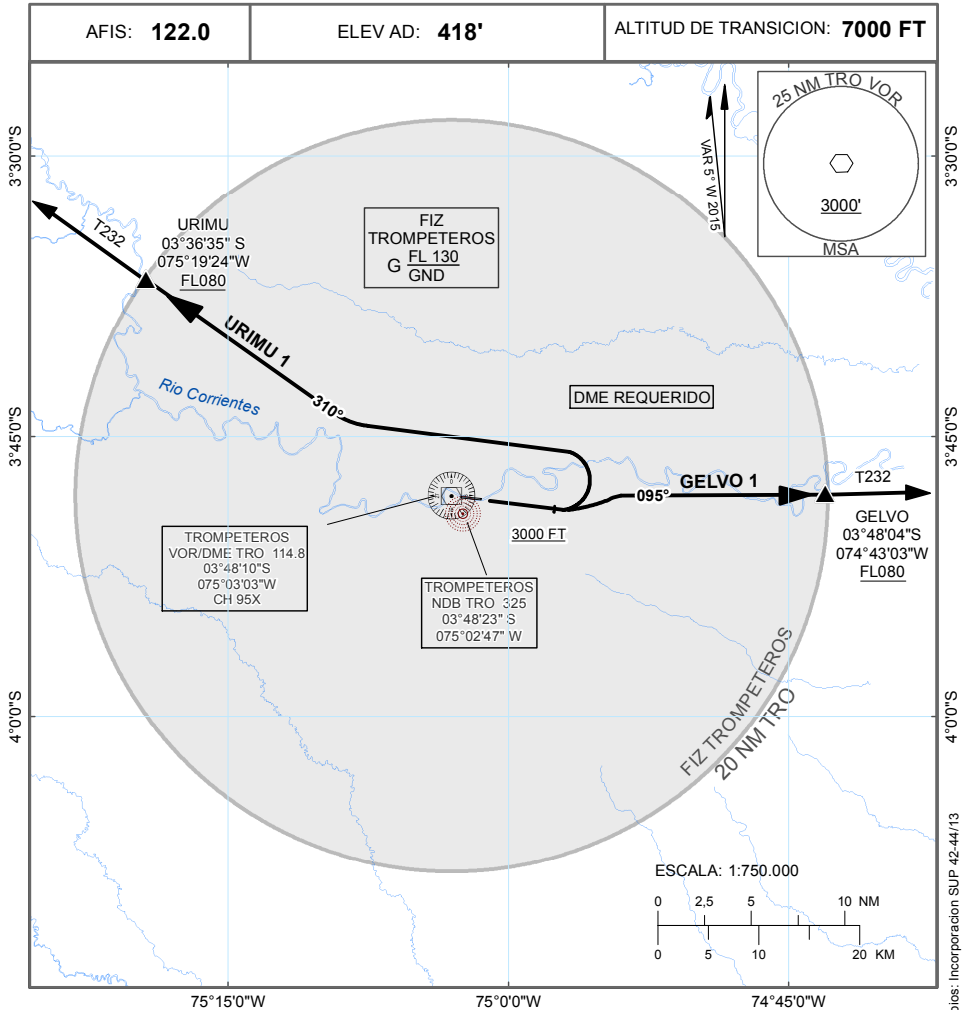 AFIS: 122.0
ELEV AD: 418'
ALTITUD DE TRANSICION: 7000 FT
25 NM TRO VOR
3000'
MSA
VAR 5° W 2015
3°30'0"S
3°30'0"S
T232
URIMU
03°36'35" S
075°19'24"W
FL080
FIZ
TROMPETEROS
G FL 130
GND
URIMU 1
310°
Rio Corrientes
DME REQUERIDO
3°45'0"S
3°45'0"S
GELVO 1
095°
T232
3000 FT
GELVO
03°48'04"S
074°43'03"W
FL080
0
TROMPETEROS
VOR/DME TRO 114.8
03°48'10"S
075°03'03"W
CH 95X
TROMPETEROS
NDB TRO 325
03°48'23" S
075°02'47" W
FIZ TROMPETEROS
20 NM TRO
4°0'0"S
4°0'0"S
ESCALA: 1:750.000
0 2,5 5 10 NM
0 5 10 20 KM
75°15'0"W
75°0'0"W
74°45'0"W
bios: Incorporacion SUP 42-44/13